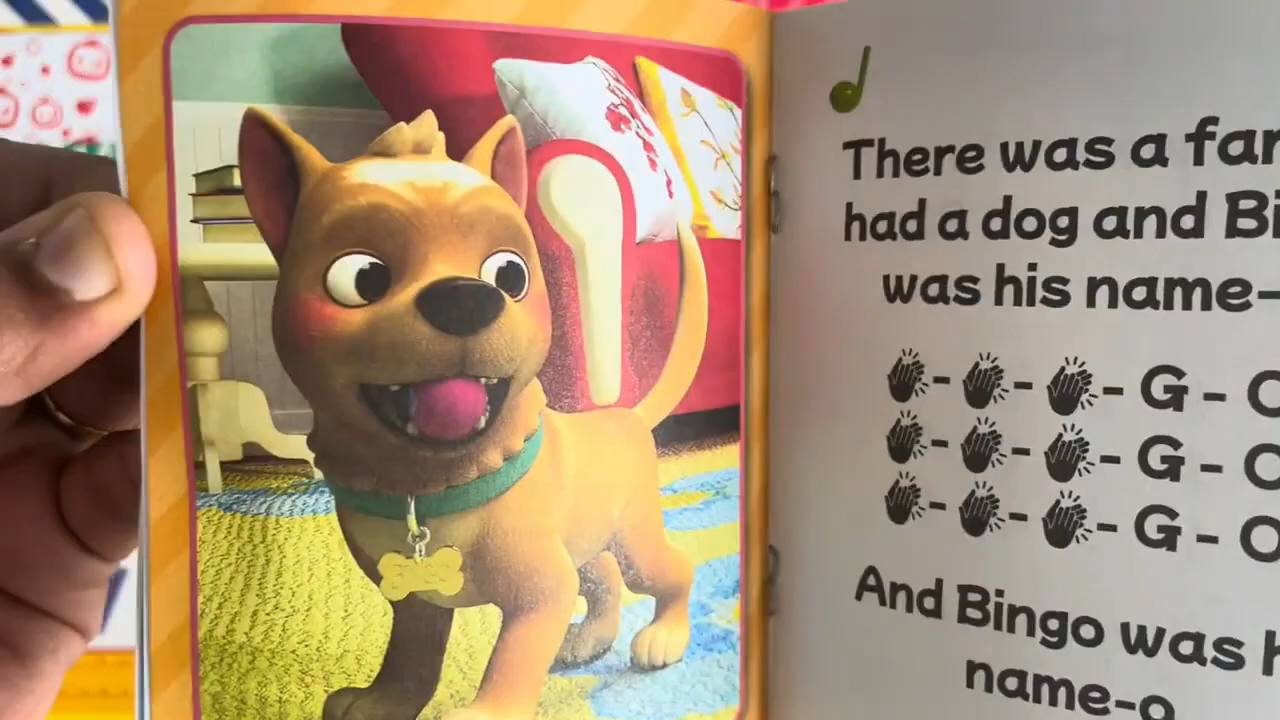 There was a far
had a dog and Bi
was his name-
👏- 👏- 👏- G - O
👏- 👏- 👏- G - O
👏- 👏- 👏- G - O
And Bingo was h
name-o